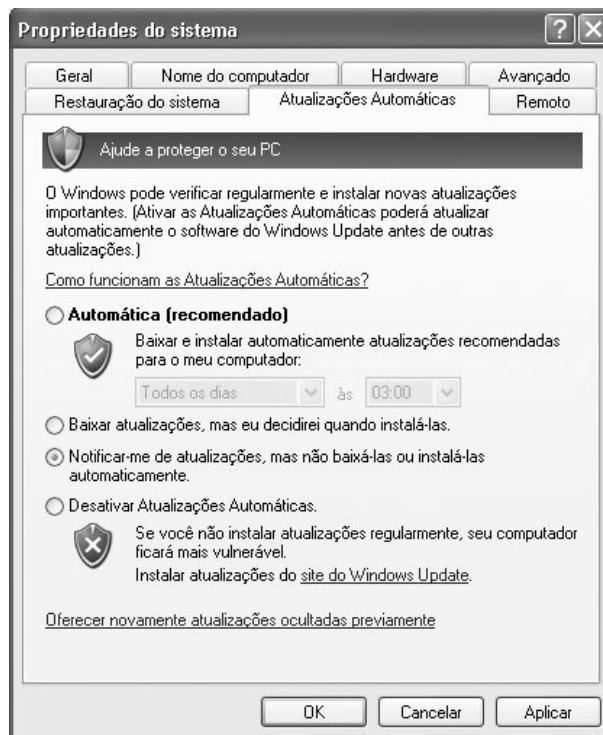 Propriedades do sistema
Geral Nome do computador Hardware Avançado
Restauração do sistema Atualizações Automáticas Remoto
Ajude a proteger o seu PC
O Windows pode verificar regularmente e instalar novas atualizações
importantes. (Ativar as Atualizações Automáticas poderá atualizar
automaticamente o software do Windows Update antes de outras
atualizações.)
Como funcionam as Atualizações Automáticas?
Automática (recomendado)
Baixar e instalar automaticamente atualizações recomendadas
para o meu computador:
Todos os dias às 03:00
Baixar atualizações, mas eu decidirei quando instalá-las.
Notificar-me de atualizações, mas não baixá-las ou instalá-las
automaticamente.
Desativar Atualizações Automáticas.
Se você não instalar atualizações regularmente, seu computador
ficará mais vulnerável.
Instalar atualizações do site do Windows Update.
Oferecer novamente atualizações ocultadas previamente
OK Cancelar Aplicar